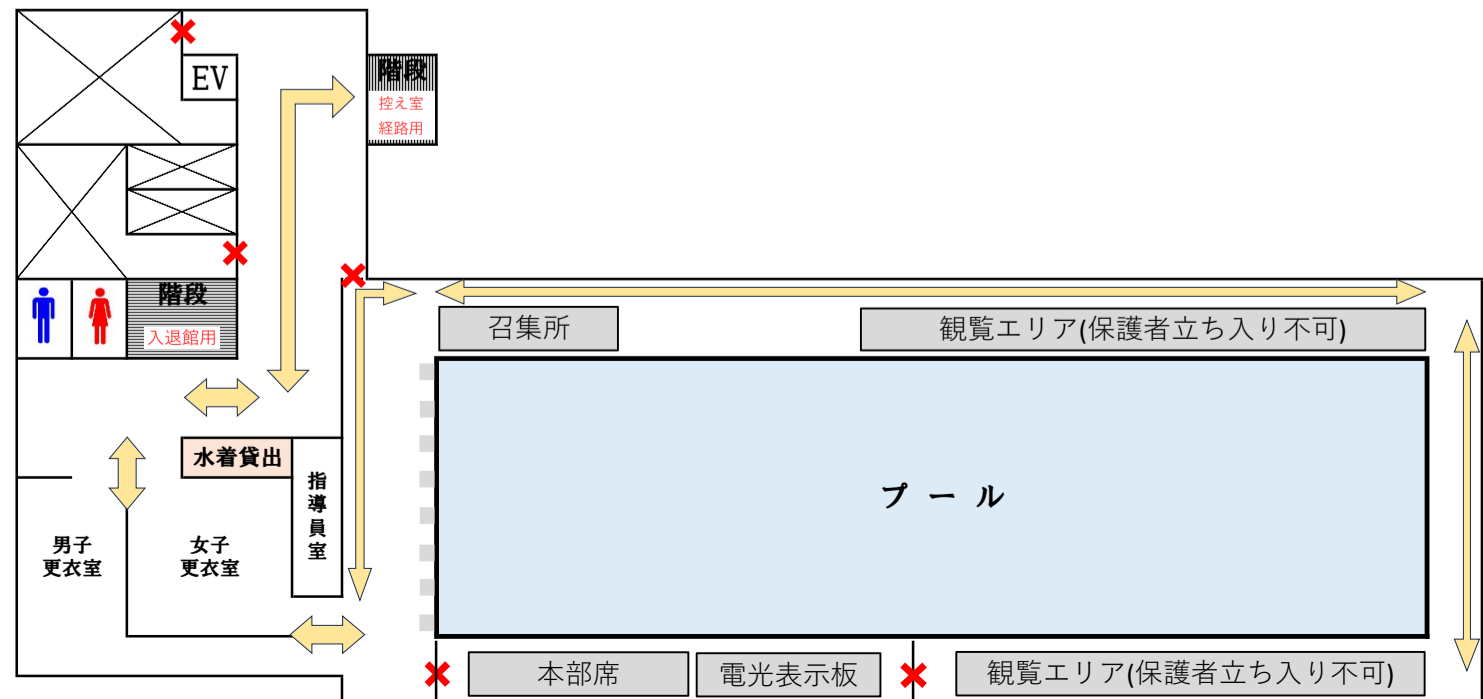 EV
階段
控え室
経路用
階段
入退館用
召集所
観覧エリア(保護者立ち入り不可)
水着貸出
指
導
員
室
プール
男子
更衣室
女子
更衣室
本部席
電光表示板
観覧エリア(保護者立ち入り不可)